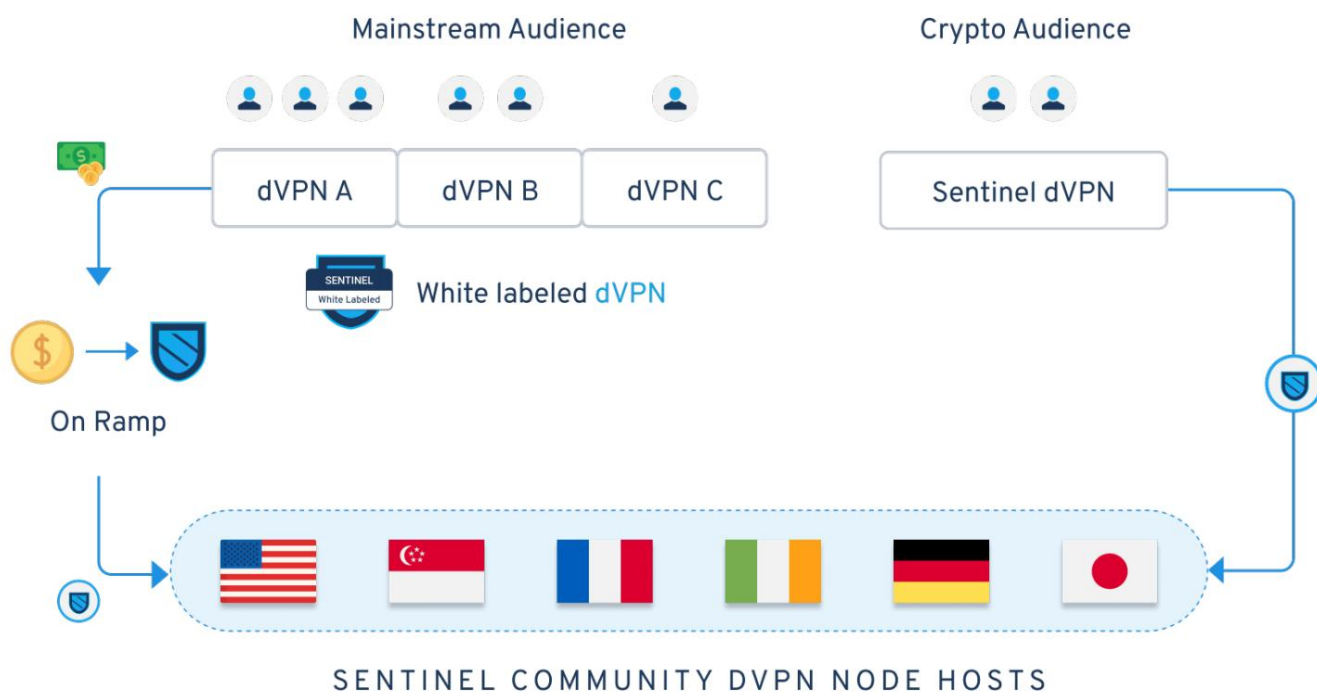 Mainstream Audience
Crypto Audience
dVPN A
dVPN B
dVPN C
Sentinel dVPN
SENTINEL
White Labeled
White labeled dVPN
On Ramp
SENTINEL COMMUNITY DVPN NODE HOSTS